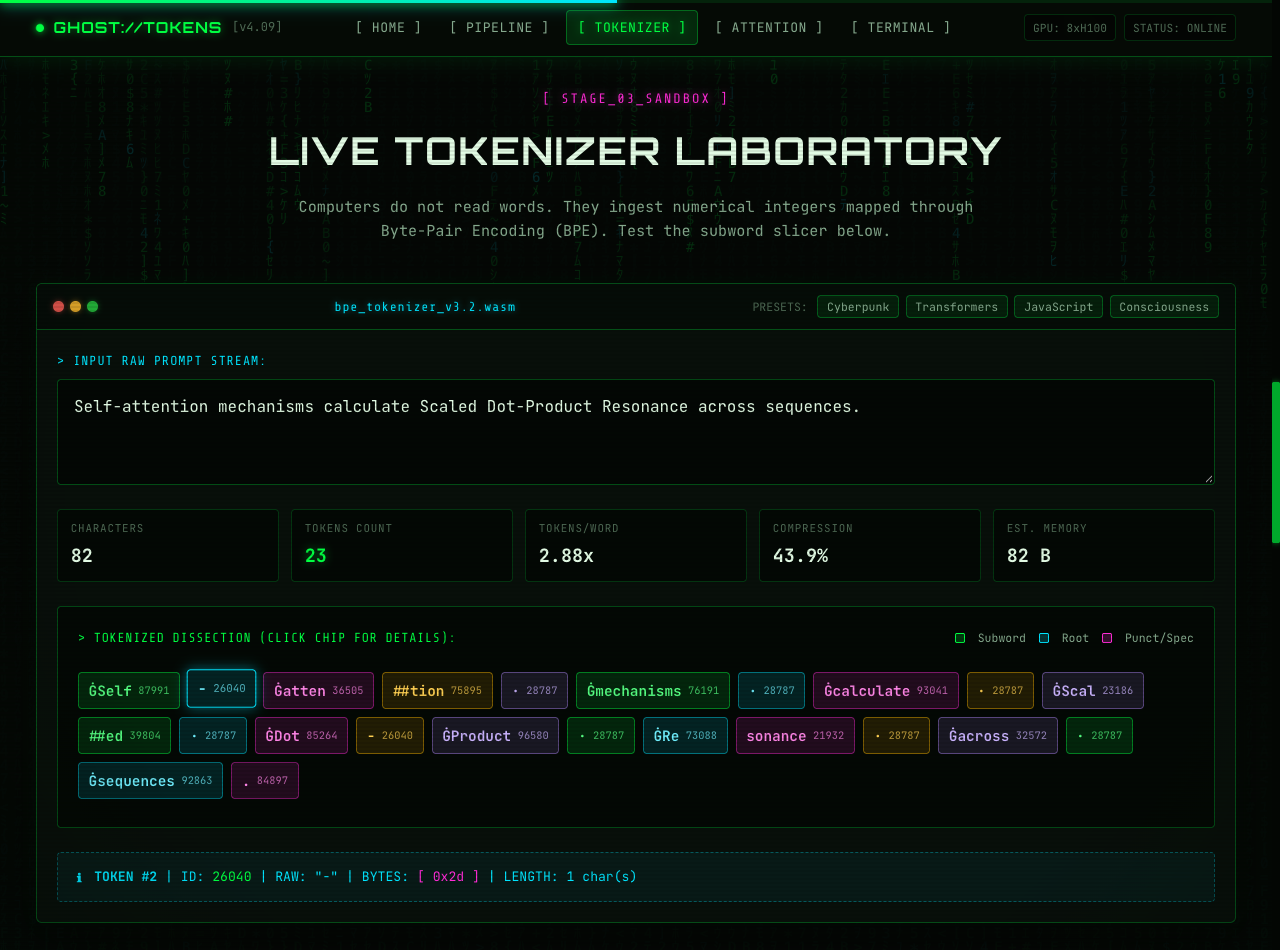 GHOST://TOKENS [v4.09] [ HOME ] [ PIPELINE ] [ TOKENIZER ] [ ATTENTION ] [ TERMINAL ] GPU: 8xH100 STATUS: ONLINE
[ STAGE_03_SANDBOX ]
LIVE TOKENIZER LABORATORY
Computers do not read words. They ingest numerical integers mapped through
Byte-Pair Encoding (BPE). Test the subword slicer below.
bpe_tokenizer_v3.2.wasm PRESETS: Cyberpunk Transformers JavaScript Consciousness
> INPUT RAW PROMPT STREAM:
Self-attention mechanisms calculate Scaled Dot-Product Resonance across sequences.
CHARACTERS TOKENS COUNT TOKENS/WORD COMPRESSION EST. MEMORY
82 23 2.88x 43.9% 82 B
> TOKENIZED DISSECTION (CLICK CHIP FOR DETAILS): Subword Root Punct/Spec
ĠSelf 87991 - 26040 Ġatten 36505 ##tion 75895 · 28787 Ġmechanisms 76191 · 28787 Ġcalculate 93041 · 28787 ĠScal 23186
##ed 39804 · 28787 ĠDot 85264 - 26040 ĠProduct 96580 · 28787 ĠRe 73088 sonance 21932 · 28787 Ġacross 32572 · 28787
Ġsequences 92863 . 84897
ℹ TOKEN #2 | ID: 26040 | RAW: "-" | BYTES: [ 0x2d ] | LENGTH: 1 char(s)